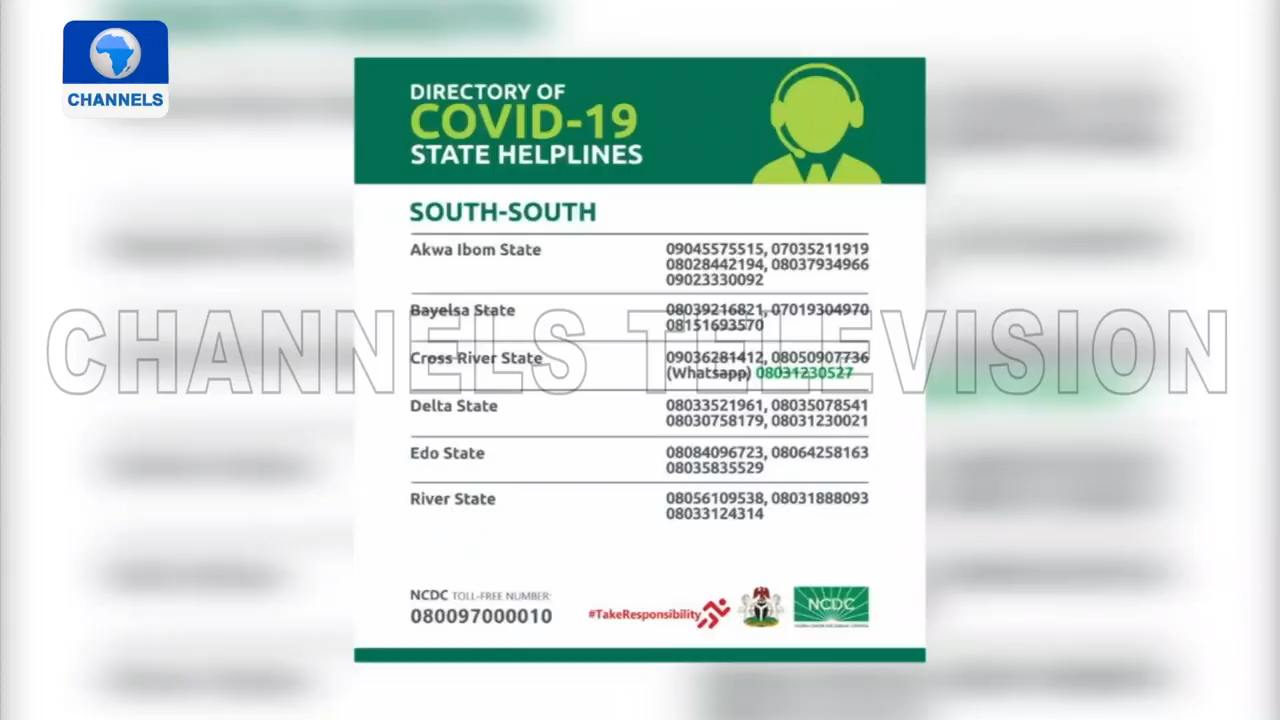 CHANNELS
DIRECTORY OF
COVID-19
STATE HELPLINES
SOUTH-SOUTH
Akwa Ibom State 09045575515, 07035211919
08028442194, 08037934966
09023330092
Bayelsa State 08039216821, 07019304970
08151693570
CHANNELS TELEVISION
Cross River State 09036281412, 08050907736
(Whatsapp) 08031230527
Delta State 08033521961, 08035078541
08030758179, 08031230021
Edo State 08084096723, 08064258163
08035835529
River State 08056109538, 08031888093
08033124314
NCDC TOLL-FREE NUMBER:
080097000010
#TakeResponsibility
NCDC